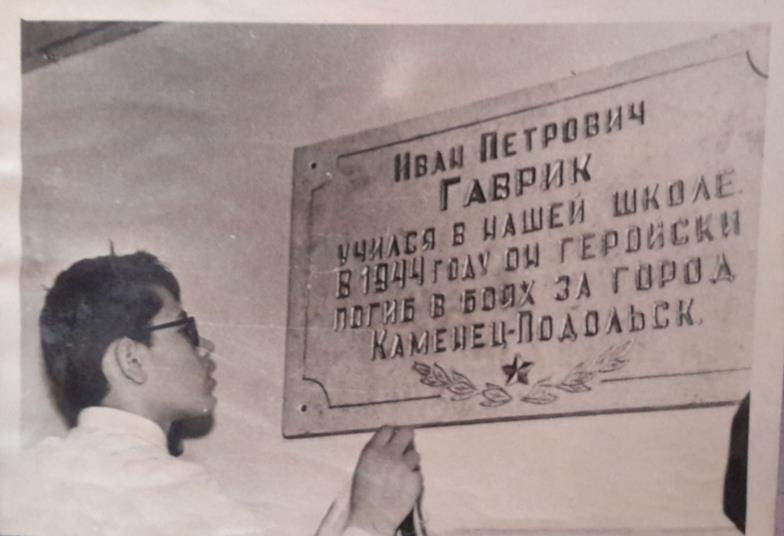 Иван Петрович
Гаврик
учился в нашей школе.
В 1944 году он геройски
погиб в боях за город
Каменец-Подольск.